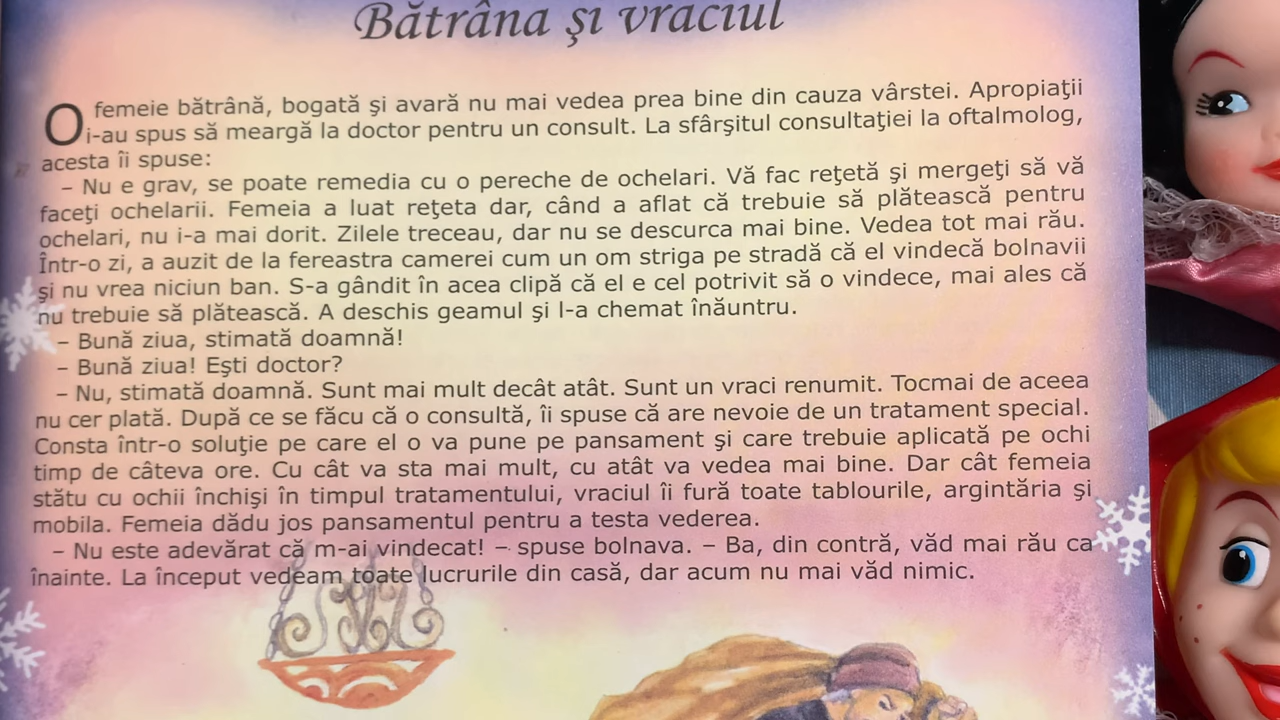 Bătrâna şi vraciul
O femeie bătrână, bogată şi avară nu mai vedea prea bine din cauza vârstei. Apropiaţii
i-au spus să meargă la doctor pentru un consult. La sfârşitul consultaţiei la oftalmolog,
acesta îi spuse:
– Nu e grav, se poate remedia cu o pereche de ochelari. Vă fac reţetă şi mergeţi să vă
faceţi ochelarii. Femeia a luat reţeta dar, când a aflat că trebuie să plătească pentru
ochelari, nu i-a mai dorit. Zilele treceau, dar nu se descurca mai bine. Vedea tot mai rău.
Într-o zi, a auzit de la fereastra camerei cum un om striga pe stradă că el vindecă bolnavii
şi nu vrea niciun ban. S-a gândit în acea clipă că el e cel potrivit să o vindece, mai ales că
nu trebuie să plătească. A deschis geamul şi l-a chemat înăuntru.
– Bună ziua, stimată doamnă!
– Bună ziua! Eşti doctor?
– Nu, stimată doamnă. Sunt mai mult decât atât. Sunt un vraci renumit. Tocmai de aceea
nu cer plată. După ce se făcu că o consultă, îi spuse că are nevoie de un tratament special.
Consta într-o soluţie pe care el o va pune pe pansament şi care trebuie aplicată pe ochi
timp de câteva ore. Cu cât va sta mai mult, cu atât va vedea mai bine. Dar cât femeia
stătu cu ochii închişi în timpul tratamentului, vraciul îi fură toate tablourile, argintăria şi
mobila. Femeia dădu jos pansamentul pentru a testa vederea.
– Nu este adevărat că m-ai vindecat! – spuse bolnava. – Ba, din contră, văd mai rău ca
înainte. La început vedeam toate lucrurile din casă, dar acum nu mai văd nimic.